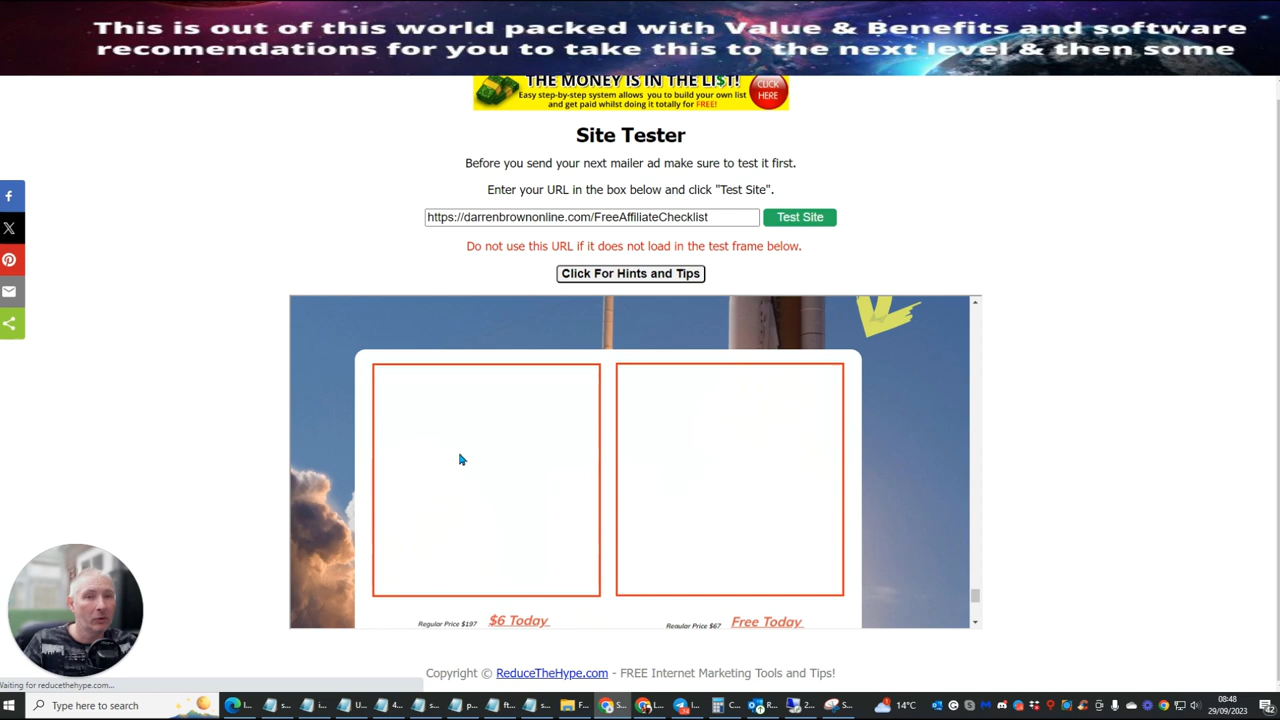 This is out of this world packed with Value & Benefits and software
recomendations for you to take this to the next level & then some
THE MONEY IS IN THE LI$T!
Easy step-by-step system allows you to build your own list
and get paid whilst doing it totally for FREE!
CLICK
HERE
Site Tester
Before you send your next mailer ad make sure to test it first.
Enter your URL in the box below and click "Test Site".
https://darrenbrownonline.com/FreeAffiliateChecklist
Test Site
Do not use this URL if it does not load in the test frame below.
Click For Hints and Tips
Regular Price $197 $6 Today
Regular Price $67 Free Today
Copyright © ReduceTheHype.com - FREE Internet Marketing Tools and Tips!
Waiting for reducethehype.com...
Type here to search
14°C
08:48
29/09/2023